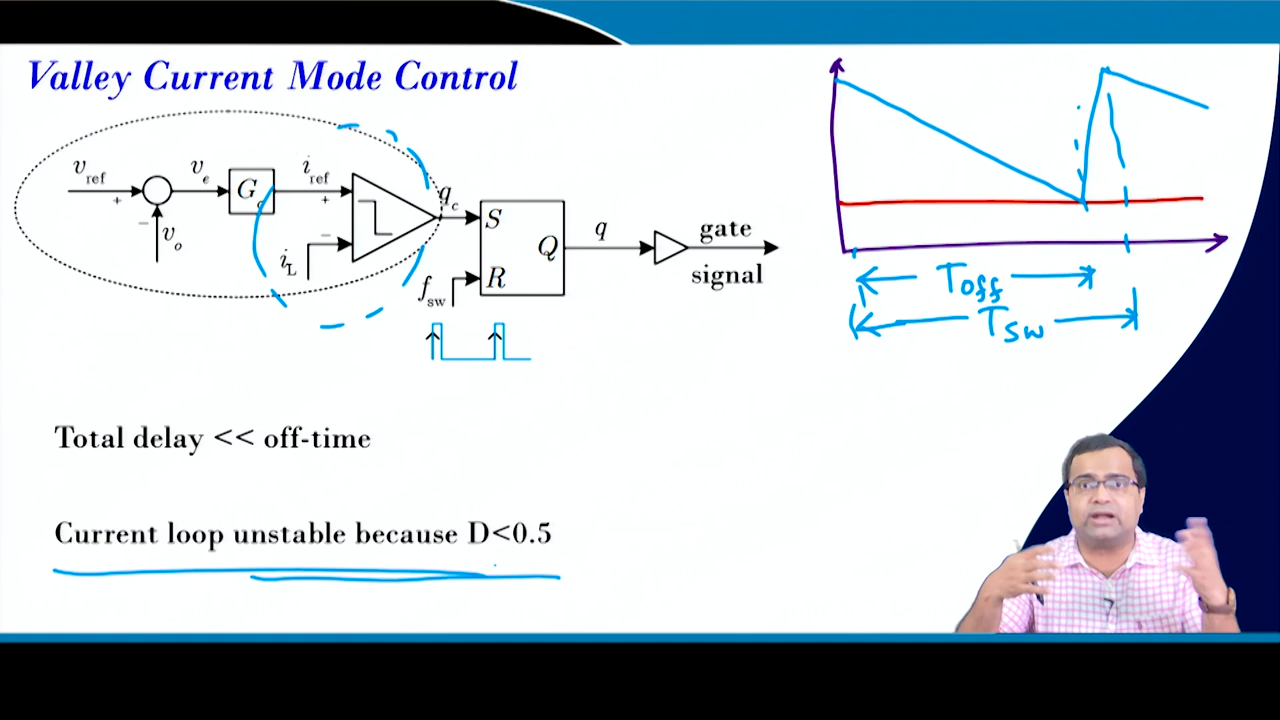 Valley Current Mode Control
v_ref
+
−
v_o
v_e
G_c
i_ref
+
−
i_L
q_c
S
R
Q
f_sw
q
gate
signal
T_off
T_sw
Total delay << off-time
Current loop unstable because D<0.5